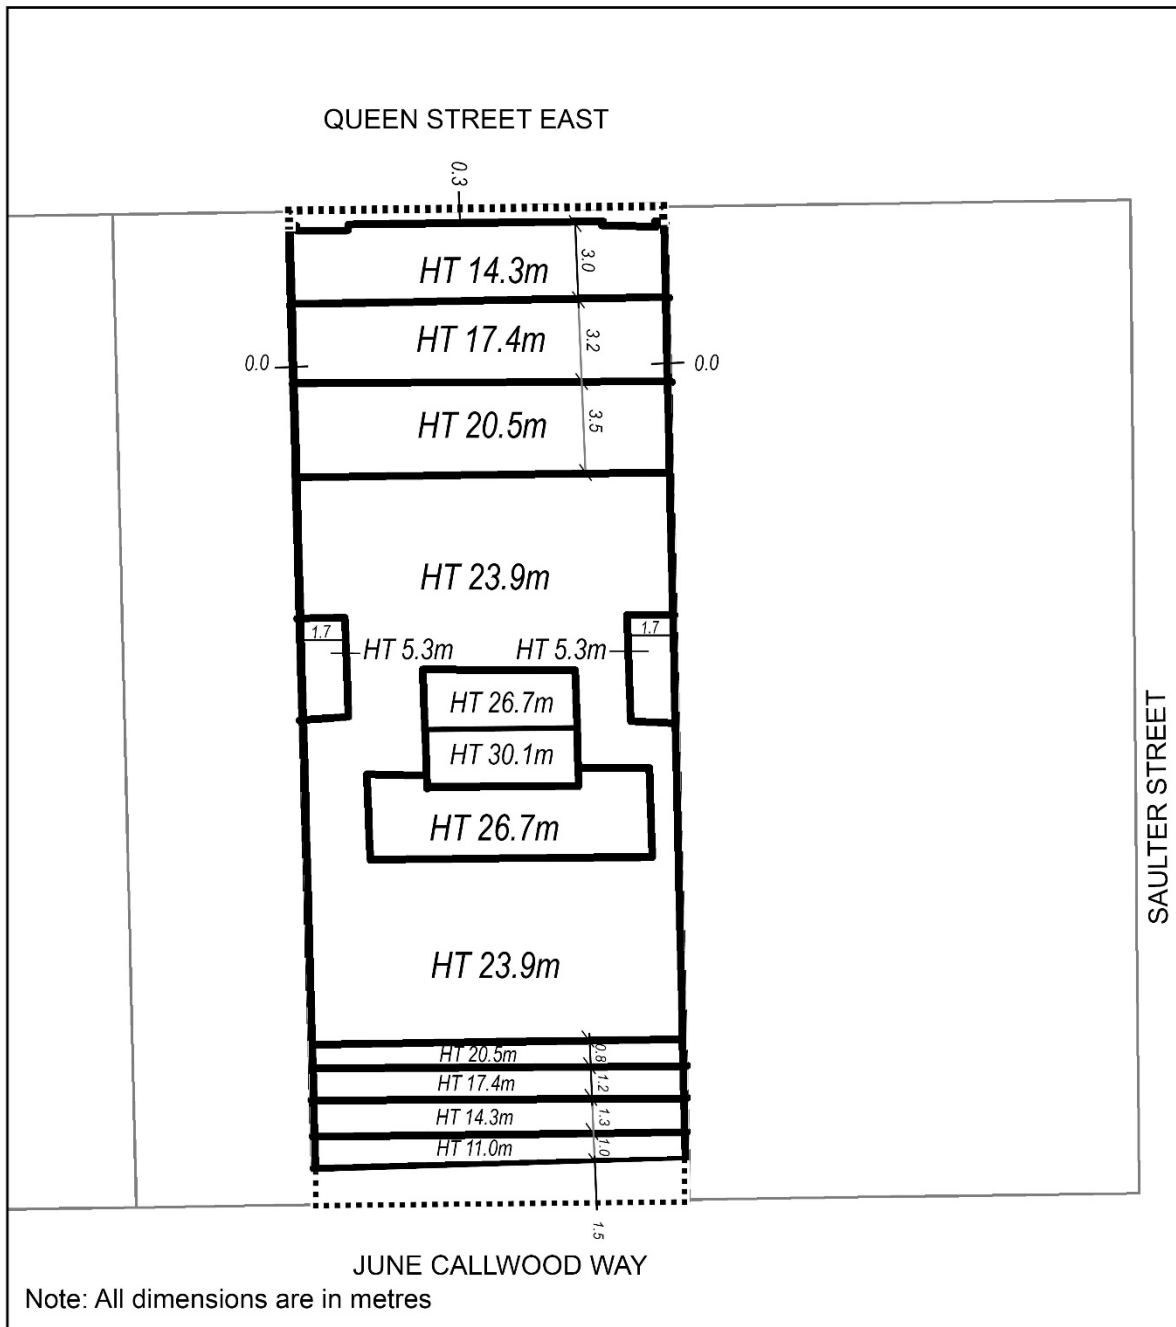 QUEEN STREET EAST
0.3
HT 14.3m
3.0
HT 17.4m
3.2
0.0
0.0
HT 20.5m
3.5
HT 23.9m
1.7
1.7
HT 5.3m
HT 5.3m
HT 26.7m
HT 30.1m
HT 26.7m
SAULTER STREET
HT 23.9m
HT 20.5m
0.8
HT 17.4m
1.2
HT 14.3m
1.3
HT 11.0m
1.0
1.5
JUNE CALLWOOD WAY
Note: All dimensions are in metres